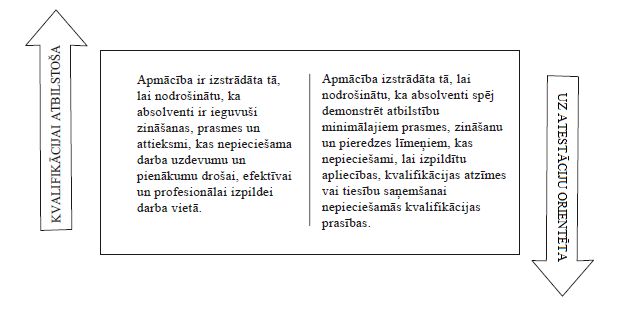 KVALIFIKĀCIJAI ATBILSTOŠA
Apmācība ir izstrādāta tā,
lai nodrošinātu, ka
absolventi ir ieguvuši
zināšanas, prasmes un
attieksmi, kas nepieciešama
darba uzdevumu un
pienākumu drošai, efektīvai
un profesionālai izpildei
darba vietā.
Apmācība izstrādāta tā, lai
nodrošinātu, ka absolventi spēj
demonstrēt atbilstību
minimālajiem prasmes, zināšanu
un pieredzes līmeņiem, kas
nepieciešami, lai izpildītu
apliecības, kvalifikācijas atzīmes
vai tiesību saņemšanai
nepieciešamās kvalifikācijas
prasības.
UZ ATESTĀCIJU ORIENTĒTA